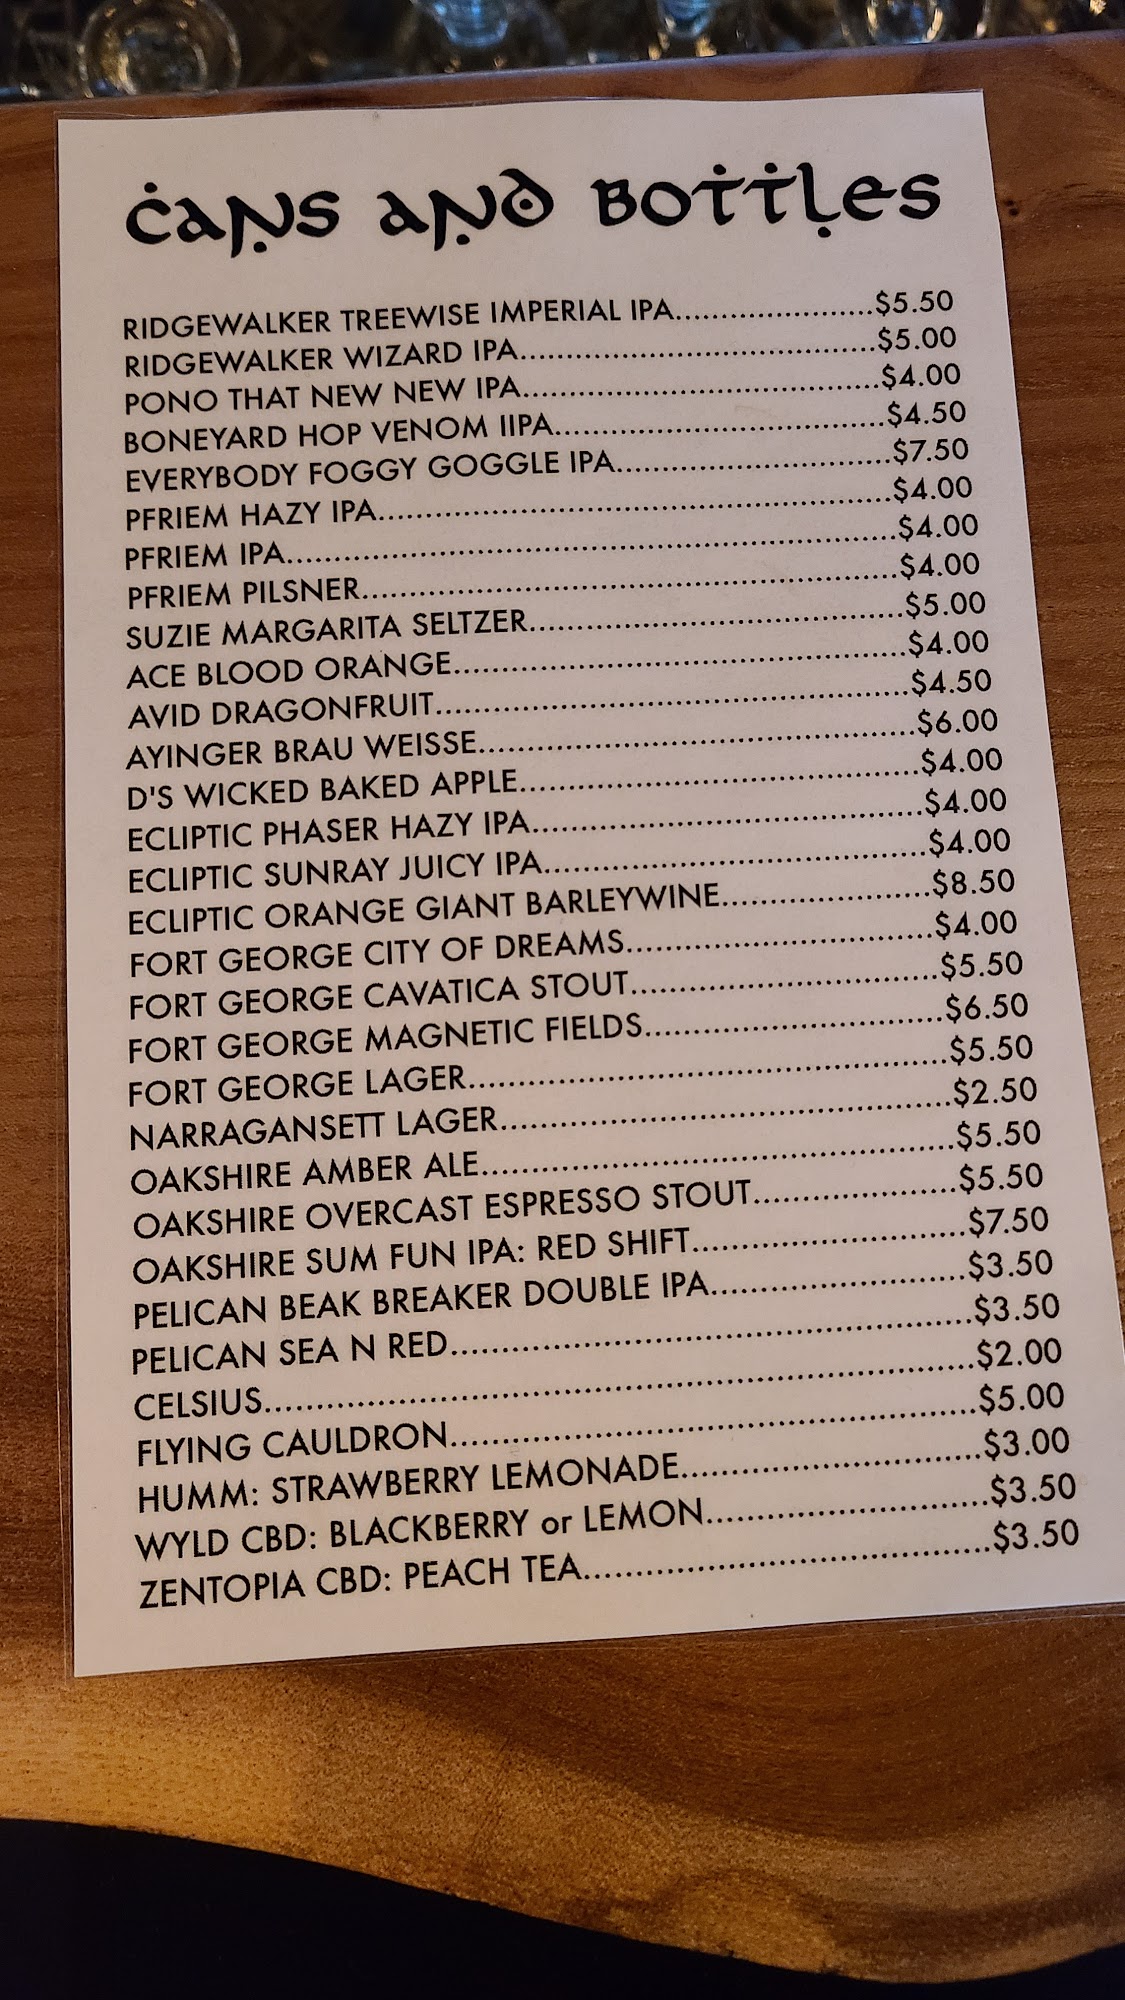 CANS AND BOTTLES
RIDGEWALKER TREEWISE IMPERIAL IPA.....................$5.50
RIDGEWALKER WIZARD IPA.....................................$5.00
PONO THAT NEW NEW IPA.....................................$4.00
BONEYARD HOP VENOM IIPA..................................$4.50
EVERYBODY FOGGY GOGGLE IPA............................$7.50
PFRIEM HAZY IPA.....................................................$4.00
PFRIEM IPA...............................................................$4.00
PFRIEM PILSNER.......................................................$4.00
SUZIE MARGARITA SELTZER......................................$5.00
ACE BLOOD ORANGE..............................................$4.00
AVID DRAGONFRUIT................................................$4.50
AYINGER BRAU WEISSE............................................$6.00
D'S WICKED BAKED APPLE........................................$4.00
ECLIPTIC PHASER HAZY IPA.......................................$4.00
ECLIPTIC SUNRAY JUICY IPA......................................$4.00
ECLIPTIC ORANGE GIANT BARLEYWINE.....................$8.50
FORT GEORGE CITY OF DREAMS...............................$4.00
FORT GEORGE CAVATICA STOUT...............................$5.50
FORT GEORGE MAGNETIC FIELDS..............................$6.50
FORT GEORGE LAGER...............................................$5.50
NARRAGANSETT LAGER............................................$2.50
OAKSHIRE AMBER ALE..............................................$5.50
OAKSHIRE OVERCAST ESPRESSO STOUT.....................$5.50
OAKSHIRE SUM FUN IPA: RED SHIFT...........................$7.50
PELICAN BEAK BREAKER DOUBLE IPA.........................$3.50
PELICAN SEA N RED..................................................$3.50
CELSIUS......................................................................$2.00
FLYING CAULDRON....................................................$5.00
HUMM: STRAWBERRY LEMONADE..............................$3.00
WYLD CBD: BLACKBERRY or LEMON...........................$3.50
ZENTOPIA CBD: PEACH TEA.......................................$3.50